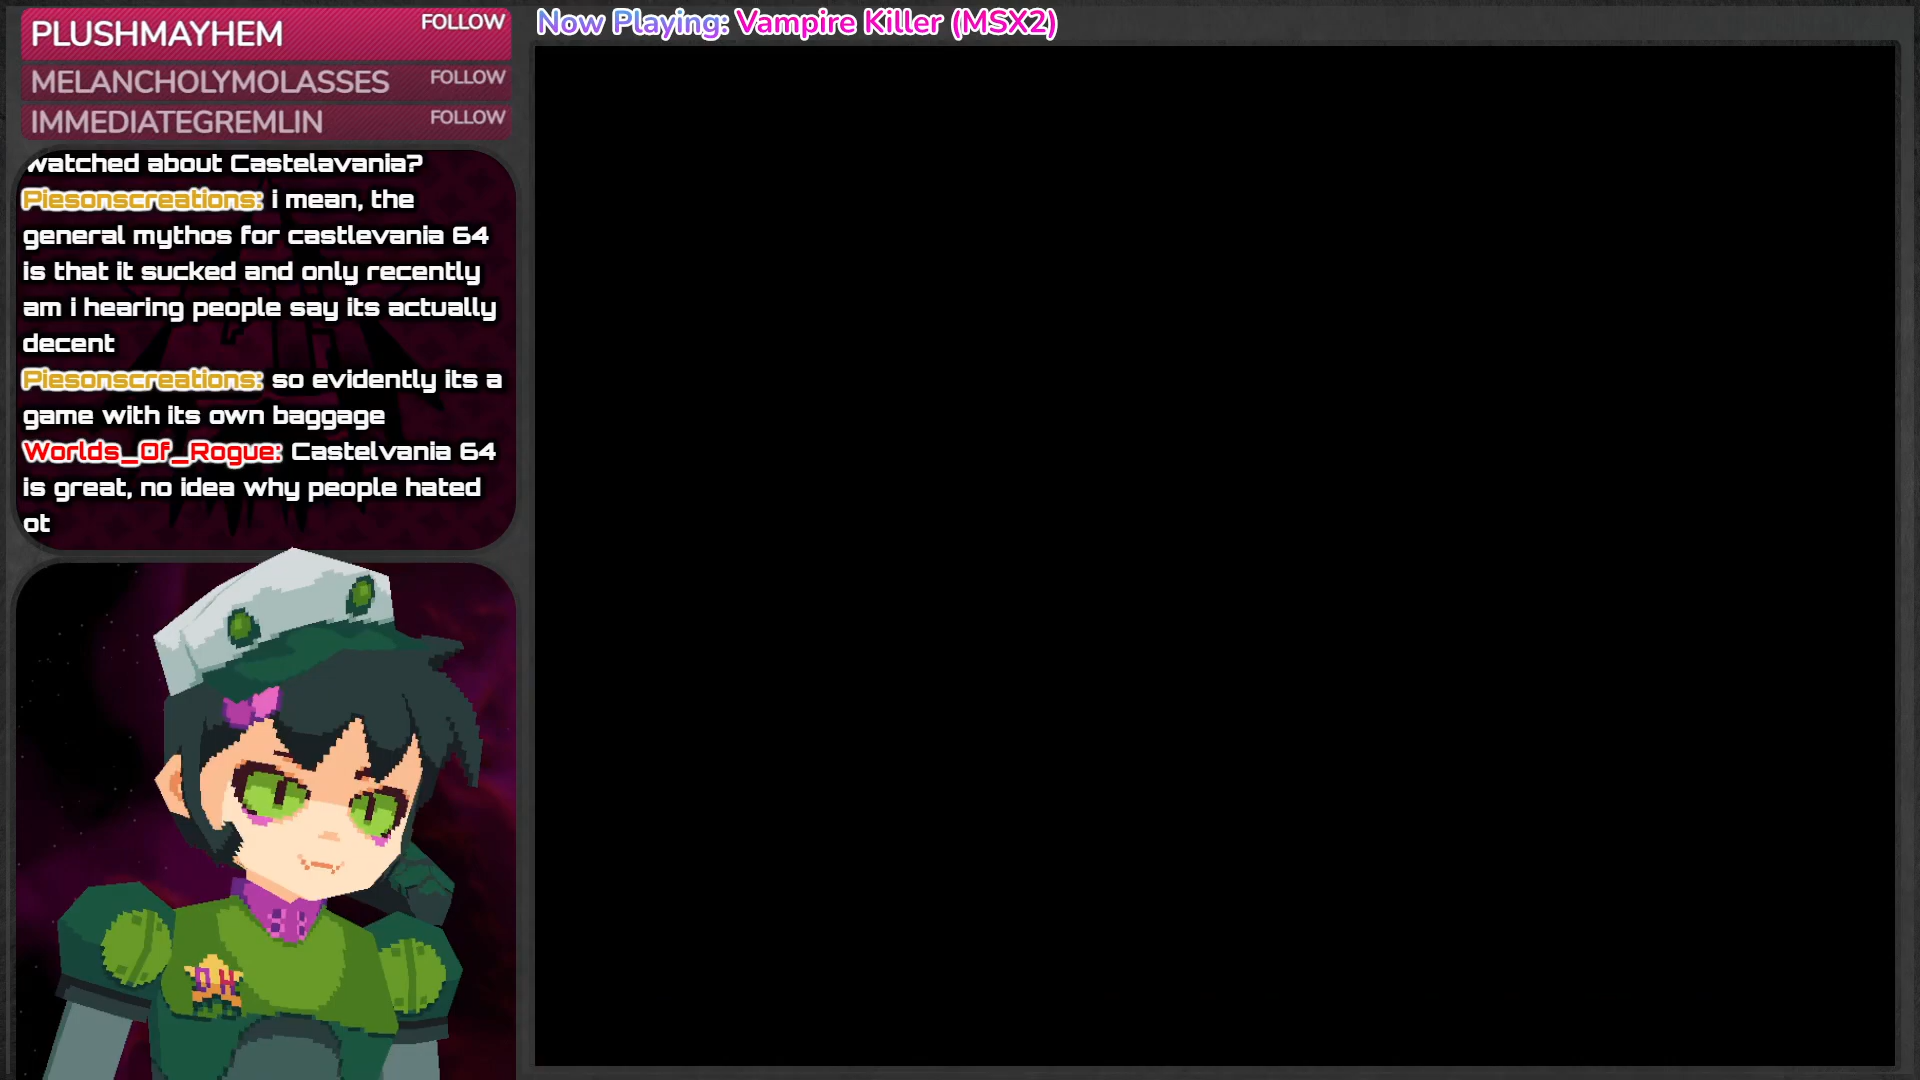 PLUSHMAYHEM FOLLOW
MELANCHOLYMOLASSES FOLLOW
IMMEDIATEGREMLIN FOLLOW
Now Playing: Vampire Killer (MSX2)
watched about Castelavania?
Piesonscreations: i mean, the
general mythos for castlevania 64
is that it sucked and only recently
am i hearing people say its actually
decent
Piesonscreations: so evidently its a
game with its own baggage
Worlds_Of_Rogue: Castelvania 64
is great, no idea why people hated
ot
DH